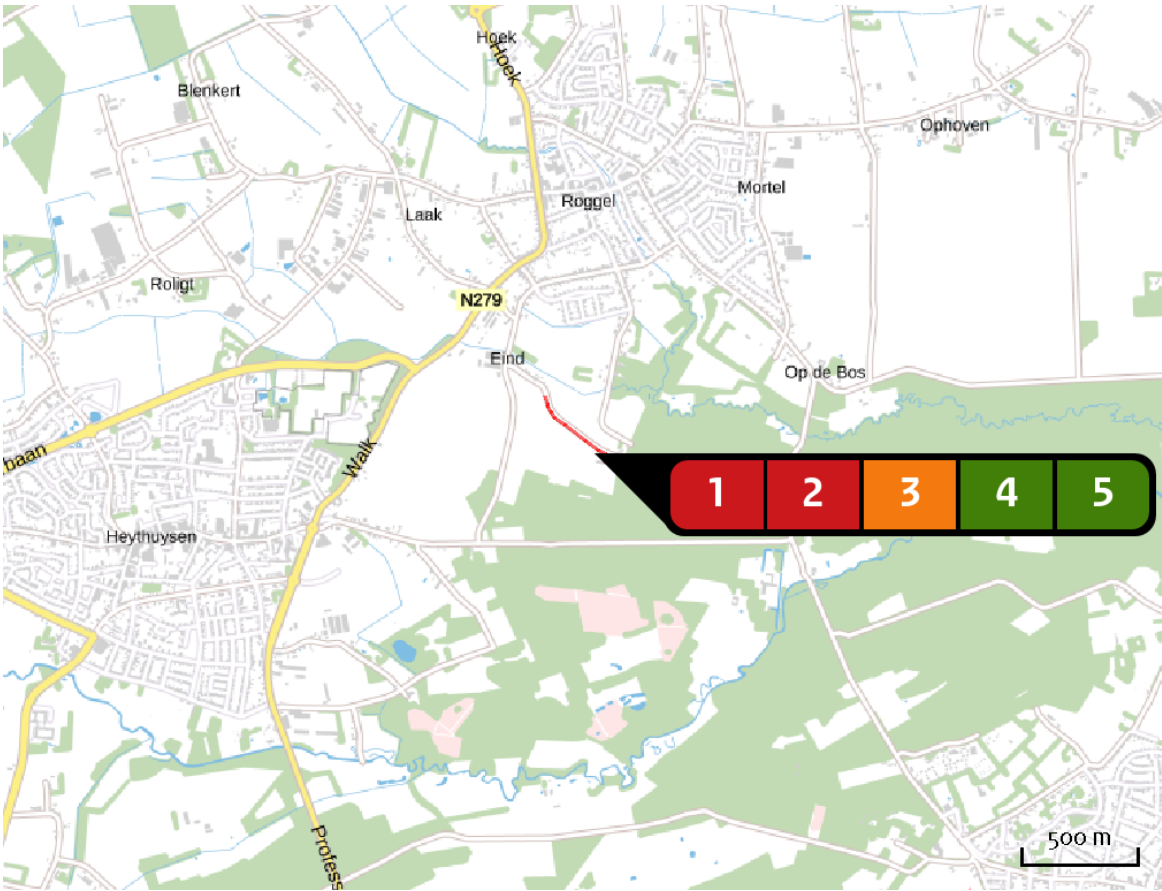 Hoek
Hoek
Blenkert
Ophoven
Mortel
Roggel
Laak
Roligt
N279
Eind
Op de Bos
baan
Walk
1 2 3 4 5
Heythuysen
500 m
Profess